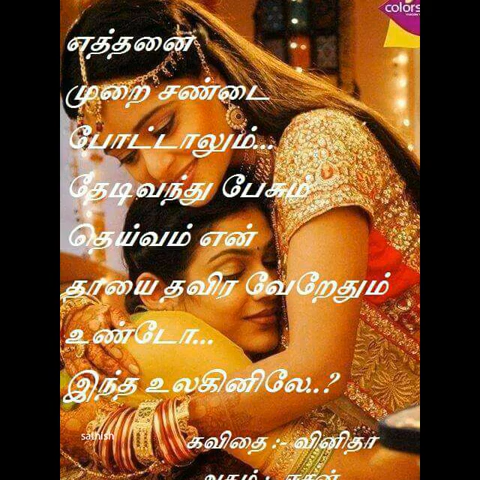 colors
எத்தனை
முறை சண்டை
போட்டாலும்...
தேடிவந்து பேசும்
தெய்வம் என்
தாயை தவிர வேறேதும்
உண்டோ...
இந்த உலகினிலே..?
sathish
கவிதை :- வினிதா